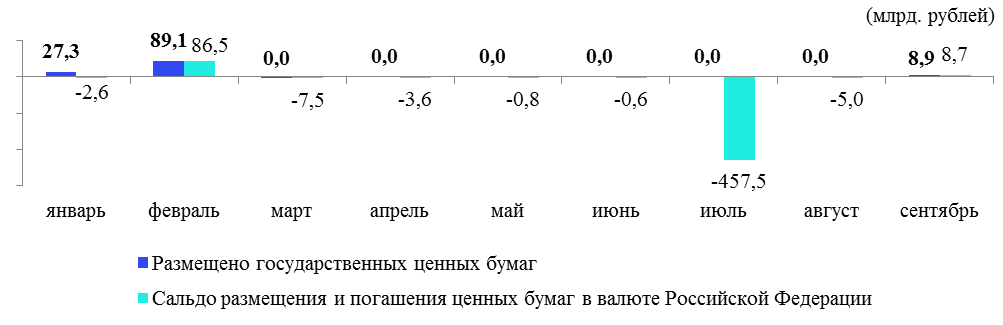 (млрд. рублей)
27,3 89,1 86,5 0,0 0,0 0,0 0,0 0,0 0,0 8,9 8,7
-2,6 -7,5 -3,6 -0,8 -0,6 -5,0
-457,5
январь февраль март апрель май июнь июль август сентябрь
Размещено государственных ценных бумаг
Сальдо размещения и погашения ценных бумаг в валюте Российской Федерации